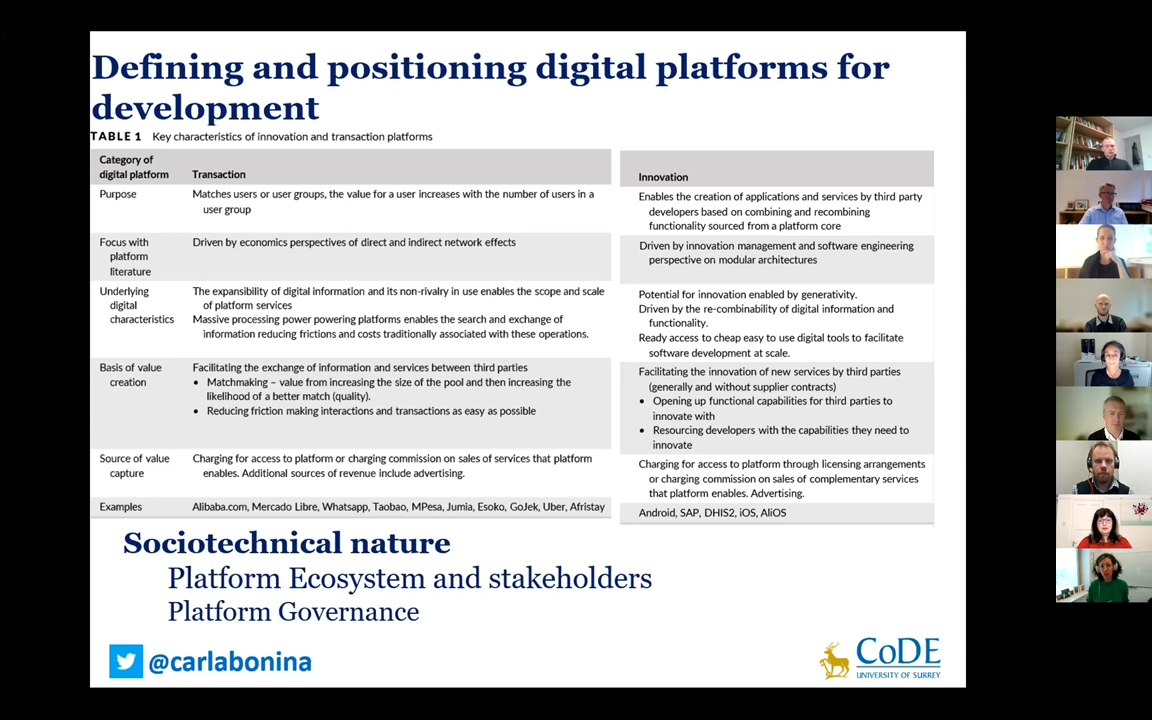 Defining and positioning digital platforms for
development
TABLE 1 Key characteristics of innovation and transaction platforms
Category of
digital platform Transaction
Innovation
Purpose
Matches users or user groups, the value for a user increases with the number of users in a
user group
Enables the creation of applications and services by third party
developers based on combining and recombining
functionality sourced from a platform core
Focus with
platform
literature
Driven by economics perspectives of direct and indirect network effects
Driven by innovation management and software engineering
perspective on modular architectures
Underlying
digital
characteristics
The expansibility of digital information and its non-rivalry in use enables the scope and scale
of platform services
Massive processing power powering platforms enables the search and exchange of
information reducing frictions and costs traditionally associated with these operations.
Potential for innovation enabled by generativity.
Driven by the re-combinability of digital information and
functionality.
Ready access to cheap easy to use digital tools to facilitate
software development at scale.
Basis of value
creation
Facilitating the exchange of information and services between third parties
• Matchmaking – value from increasing the size of the pool and then increasing the
likelihood of a better match (quality).
• Reducing friction making interactions and transactions as easy as possible
Facilitating the innovation of new services by third parties
(generally and without supplier contracts)
• Opening up functional capabilities for third parties to
innovate with
• Resourcing developers with the capabilities they need to
innovate
Source of value
capture
Charging for access to platform or charging commission on sales of services that platform
enables. Additional sources of revenue include advertising.
Charging for access to platform through licensing arrangements
or charging commission on sales of complementary services
that platform enables. Advertising.
Examples
Alibaba.com, Mercado Libre, Whatsapp, Taobao, MPesa, Jumia, Esoko, GoJek, Uber, Afristay
Android, SAP, DHIS2, iOS, AliOS
Sociotechnical nature
Platform Ecosystem and stakeholders
Platform Governance
@carlabonina
CoDE
UNIVERSITY OF SURREY